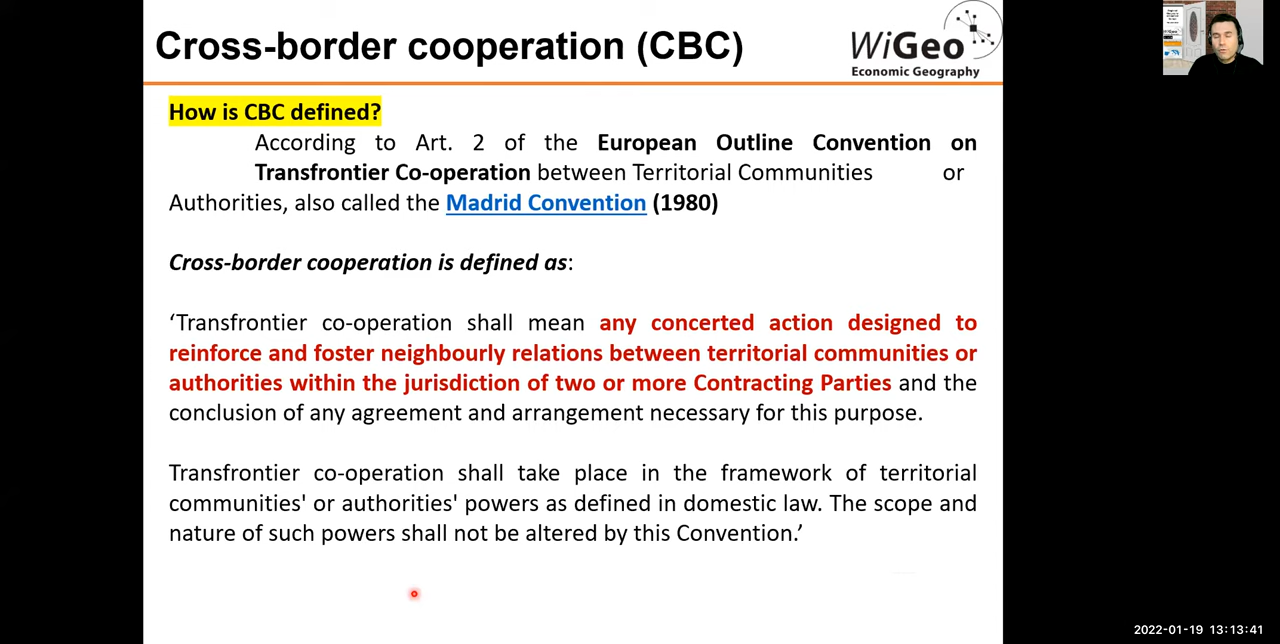 Cross-border cooperation (CBC)
WiGeo
Economic Geography
How is CBC defined?
According to Art. 2 of the European Outline Convention on
Transfrontier Co-operation between Territorial Communities or
Authorities, also called the Madrid Convention (1980)
Cross-border cooperation is defined as:
‘Transfrontier co-operation shall mean any concerted action designed to
reinforce and foster neighbourly relations between territorial communities or
authorities within the jurisdiction of two or more Contracting Parties and the
conclusion of any agreement and arrangement necessary for this purpose.
Transfrontier co-operation shall take place in the framework of territorial
communities' or authorities' powers as defined in domestic law. The scope and
nature of such powers shall not be altered by this Convention.’
2022-01-19 13:13:41